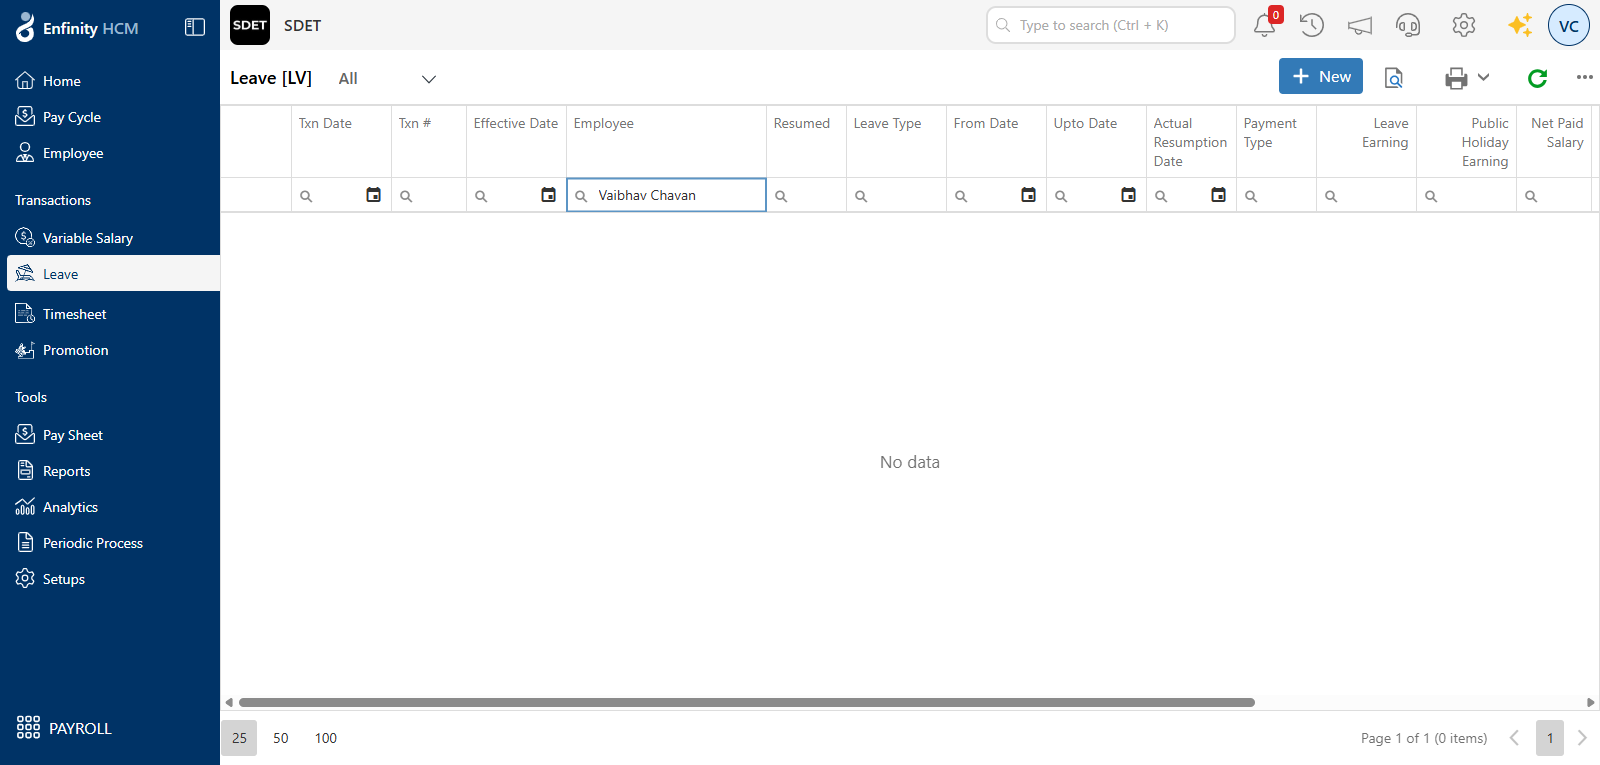 Enfinity HCM
SDET
SDET
Type to search (Ctrl + K)
0
VC
Home
Pay Cycle
Employee
Transactions
Variable Salary
Leave
Timesheet
Promotion
Tools
Pay Sheet
Reports
Analytics
Periodic Process
Setups
PAYROLL
Leave [LV]
All
New
Txn Date
Txn #
Effective Date
Employee
Resumed
Leave Type
From Date
Upto Date
Actual Resumption Date
Payment Type
Leave Earning
Public Holiday Earning
Net Paid Salary
Vaibhav Chavan
No data
25
50
100
Page 1 of 1 (0 items)
1